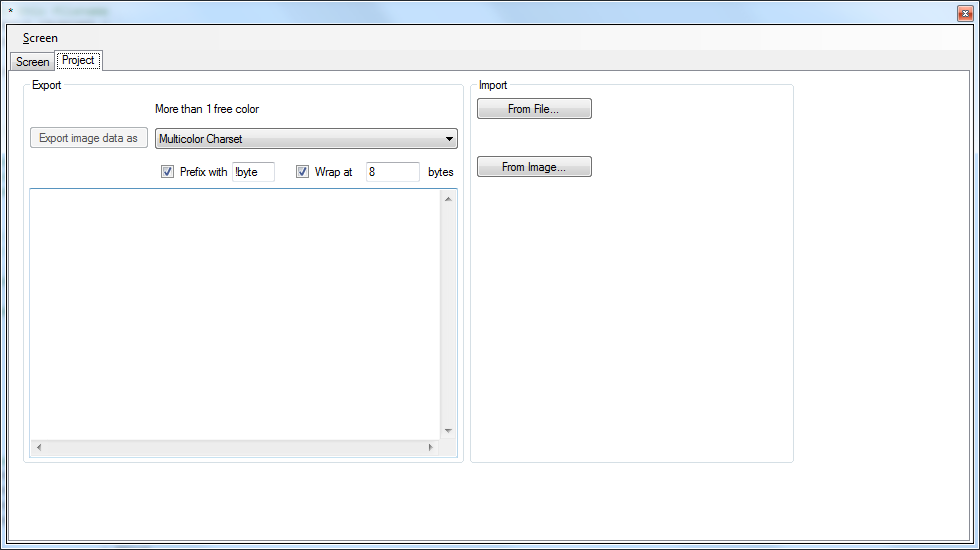 *
Screen
Screen Project
Export
More than 1 free color
Export image data as Multicolor Charset
Prefix with !byte Wrap at 8 bytes
Import
From File...
From Image...